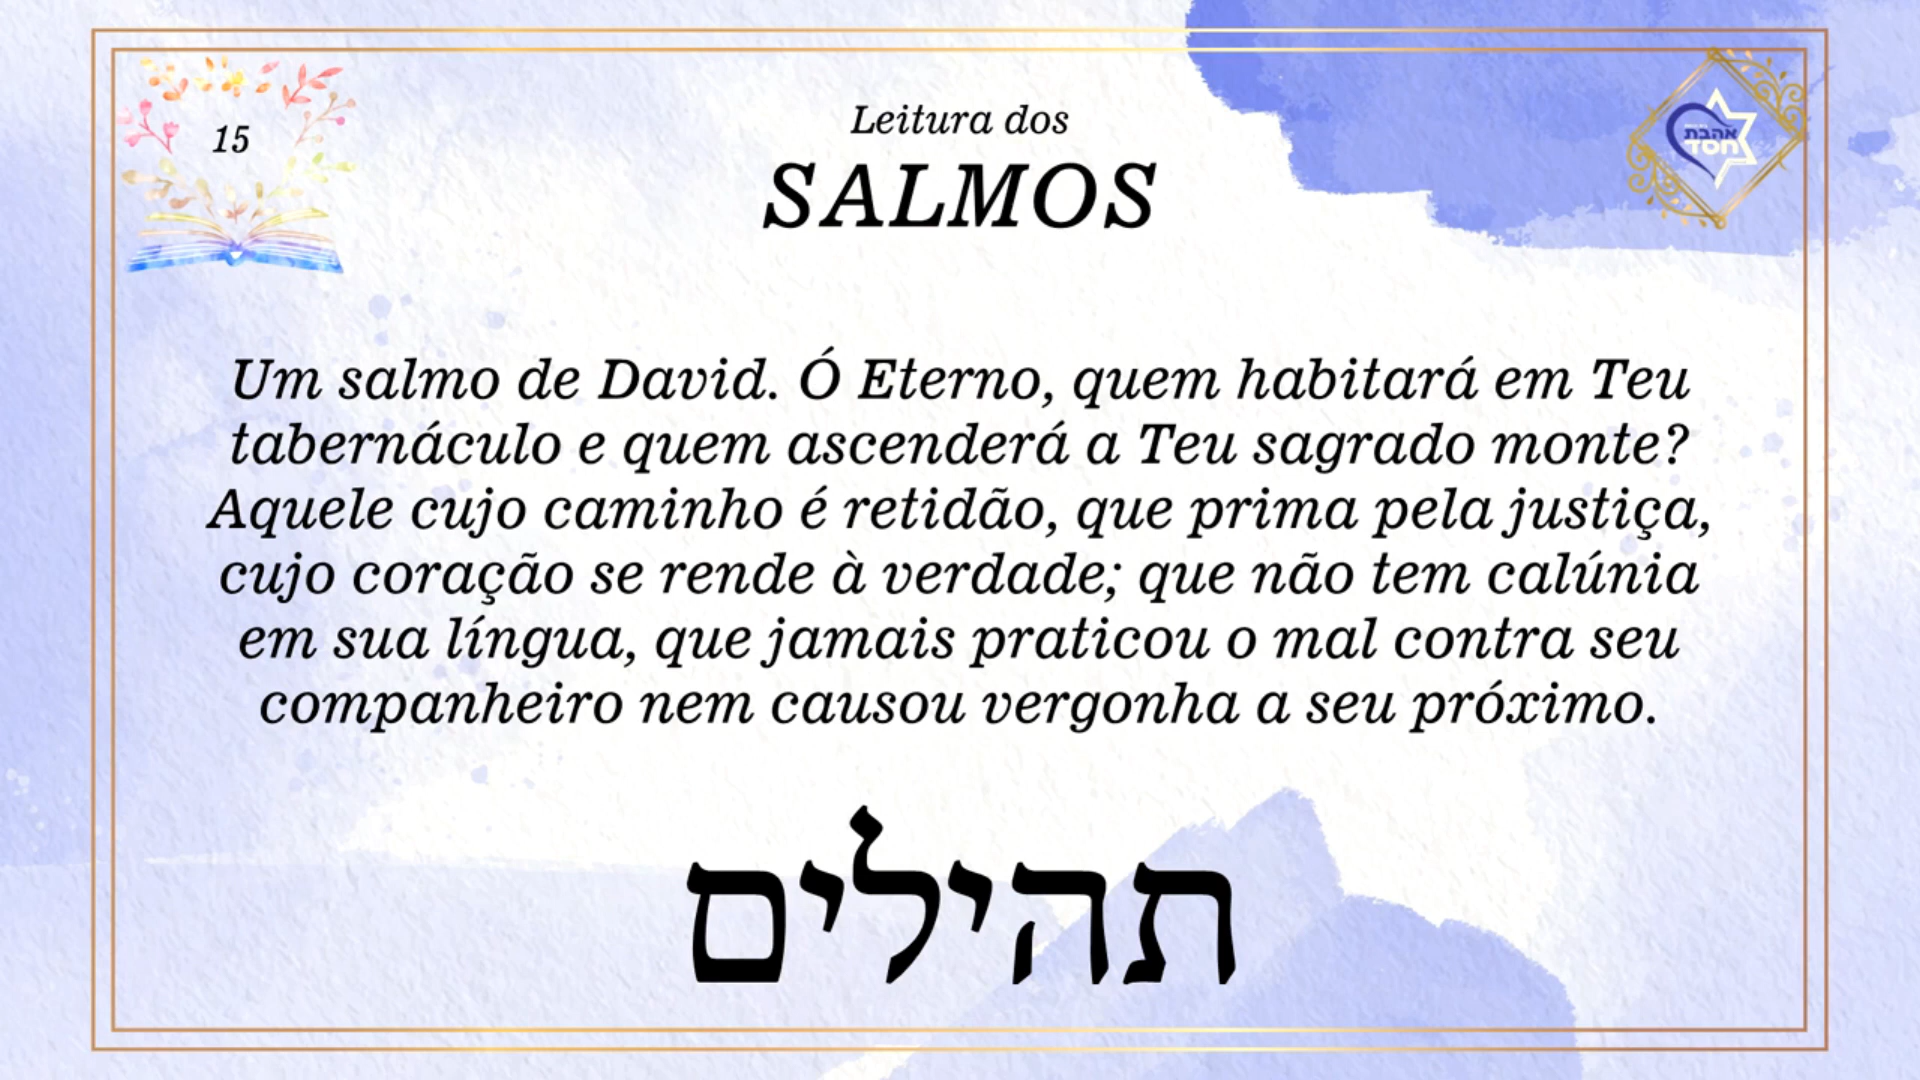 15
Leitura dos
SALMOS
אהבת
חסד
Um salmo de David. Ó Eterno, quem habitará em Teu
tabernáculo e quem ascenderá a Teu sagrado monte?
Aquele cujo caminho é retidão, que prima pela justiça,
cujo coração se rende à verdade; que não tem calúnia
em sua língua, que jamais praticou o mal contra seu
companheiro nem causou vergonha a seu próximo.
תהילים